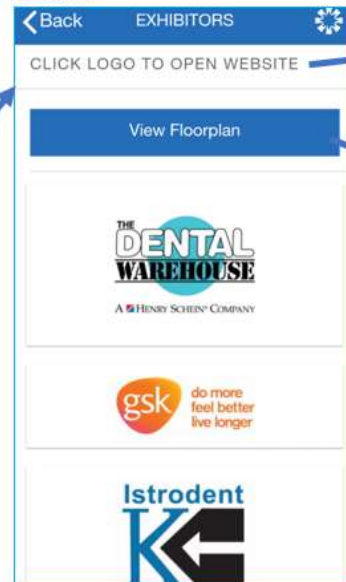 Back EXHIBITORS
CLICK LOGO TO OPEN WEBSITE
View Floorplan
THE
DENTAL
WAREHOUSE
A HENRY SCHEIN® COMPANY
gsk
do more
feel better
live longer
Istrodent
K